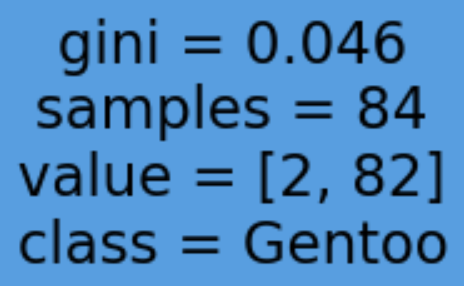 gini = 0.046
samples = 84
value = [2, 82]
class = Gentoo